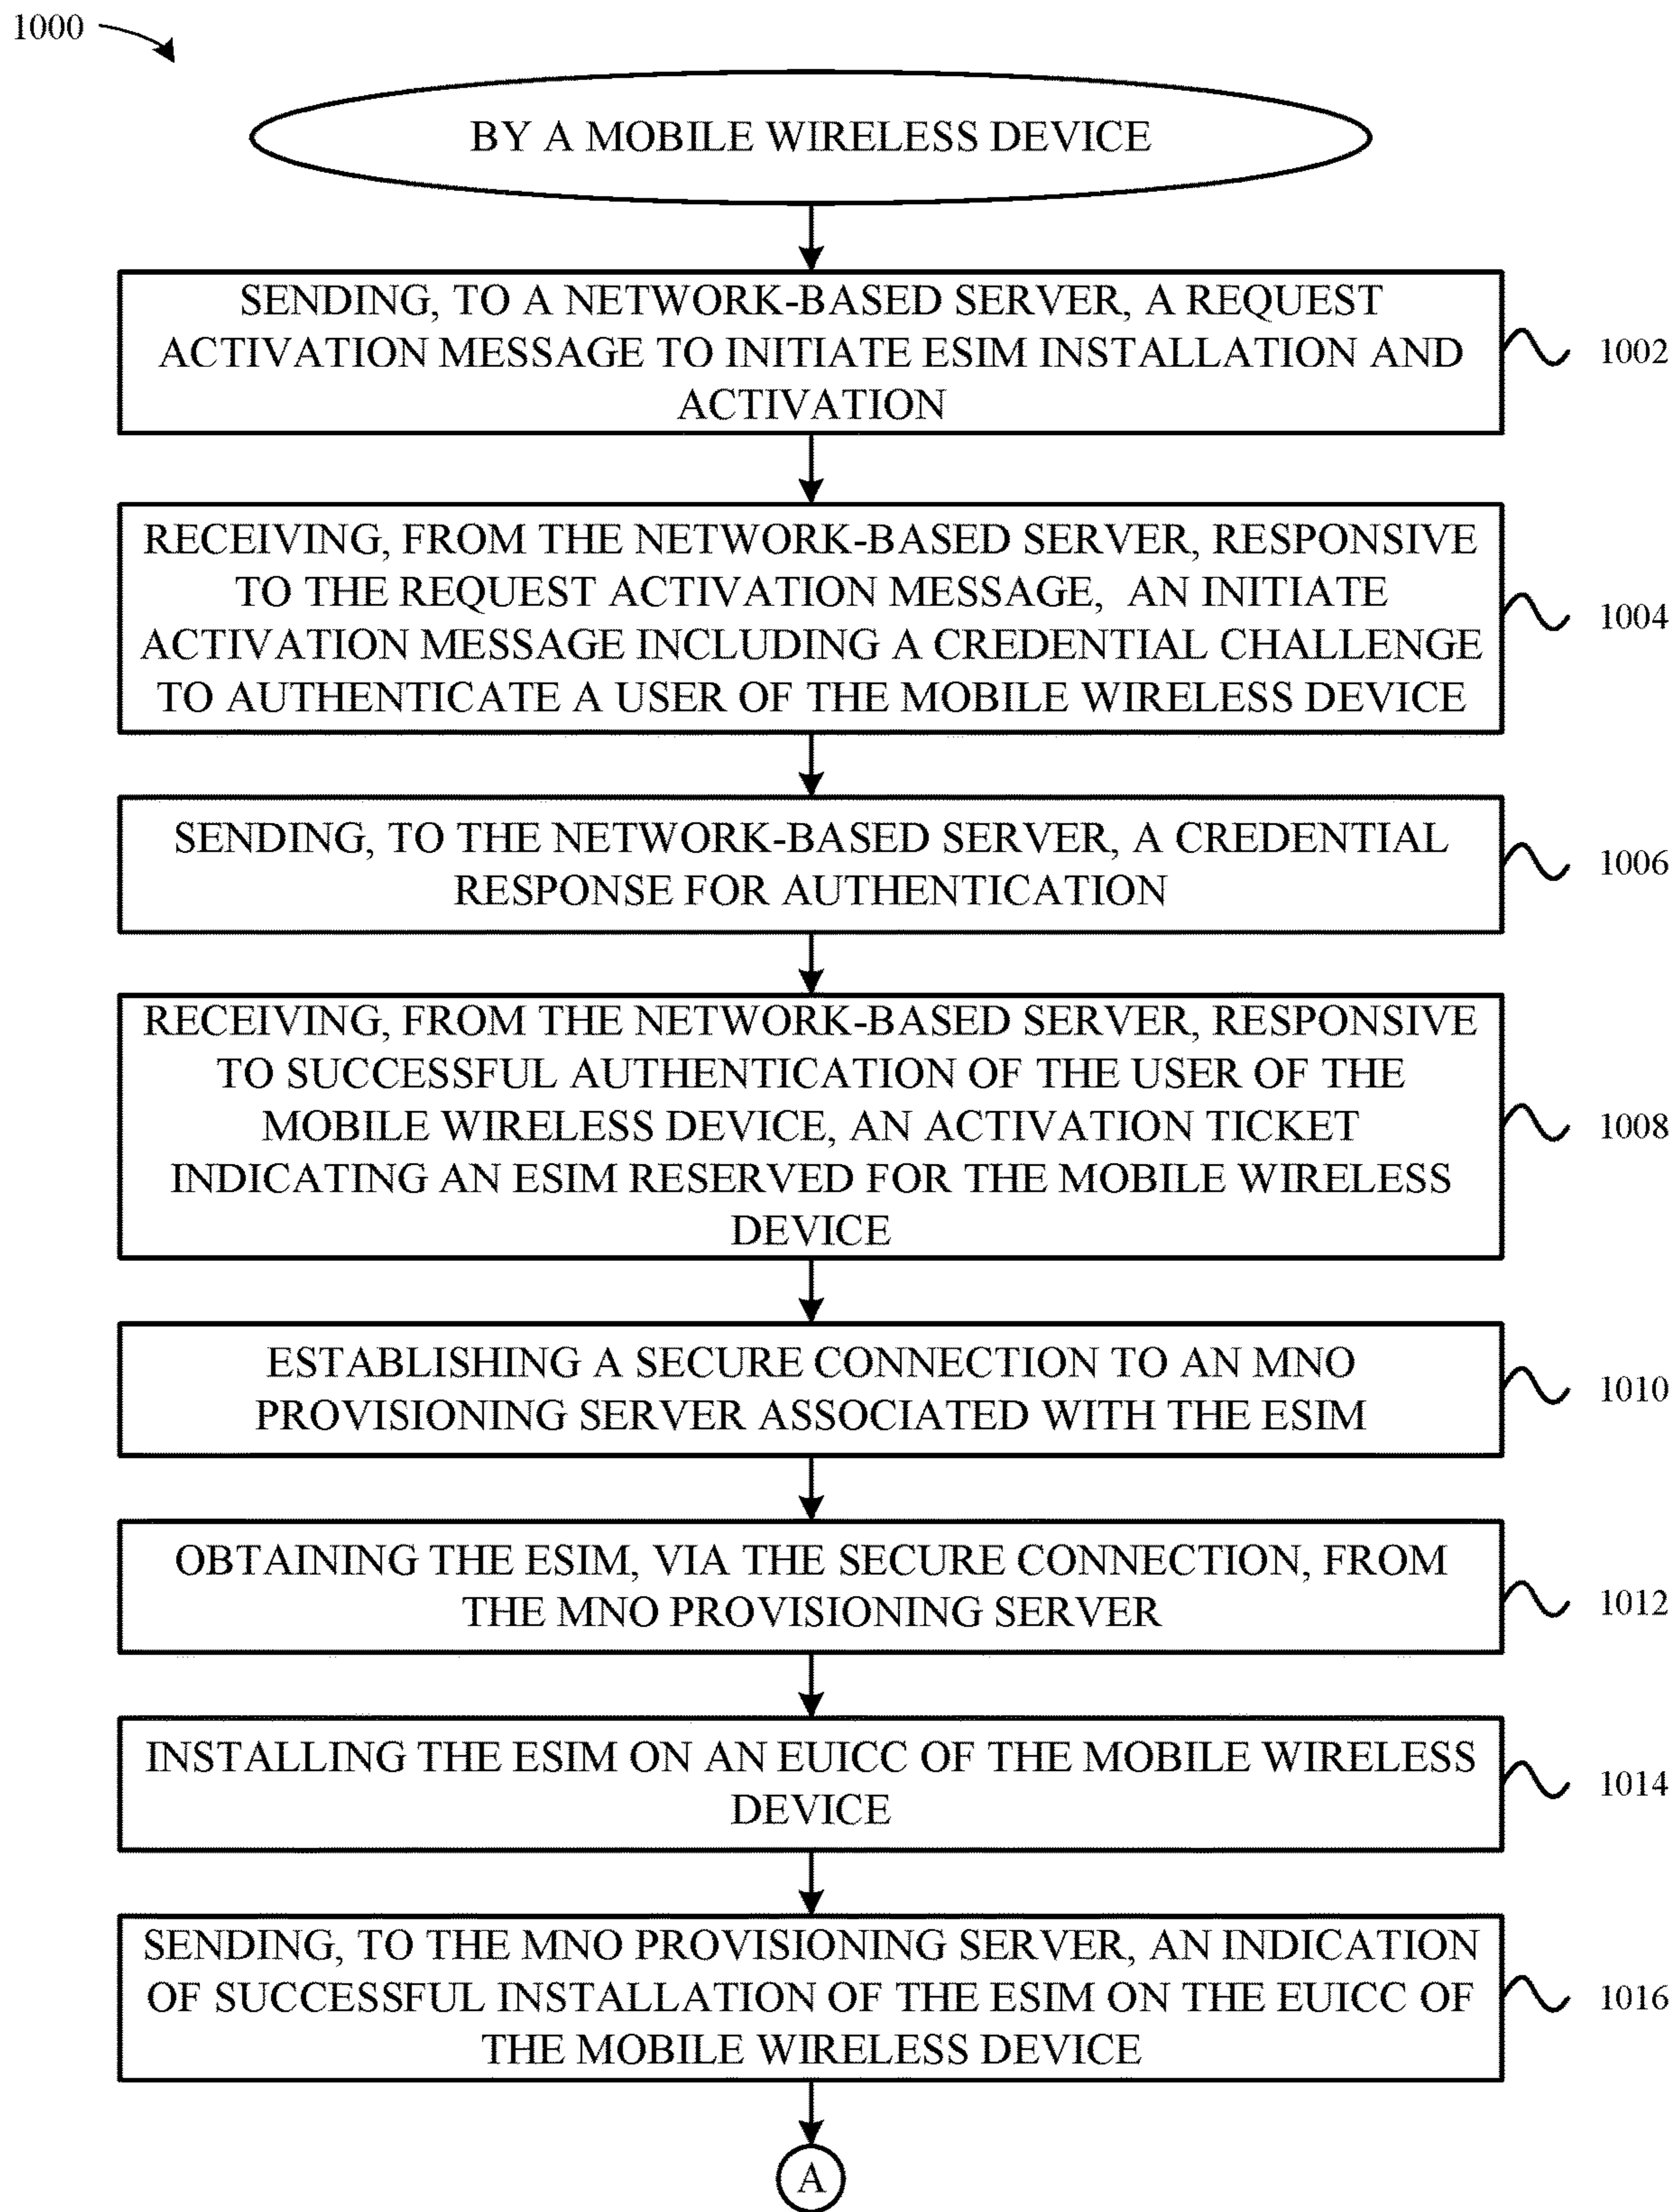 1000
BY A MOBILE WIRELESS DEVICE
SENDING, TO A NETWORK-BASED SERVER, A REQUEST
ACTIVATION MESSAGE TO INITIATE ESIM INSTALLATION AND
ACTIVATION
1002
RECEIVING, FROM THE NETWORK-BASED SERVER, RESPONSIVE
TO THE REQUEST ACTIVATION MESSAGE, AN INITIATE
ACTIVATION MESSAGE INCLUDING A CREDENTIAL CHALLENGE
TO AUTHENTICATE A USER OF THE MOBILE WIRELESS DEVICE
1004
SENDING, TO THE NETWORK-BASED SERVER, A CREDENTIAL
RESPONSE FOR AUTHENTICATION
1006
RECEIVING, FROM THE NETWORK-BASED SERVER, RESPONSIVE
TO SUCCESSFUL AUTHENTICATION OF THE USER OF THE
MOBILE WIRELESS DEVICE, AN ACTIVATION TICKET
INDICATING AN ESIM RESERVED FOR THE MOBILE WIRELESS
DEVICE
1008
ESTABLISHING A SECURE CONNECTION TO AN MNO
PROVISIONING SERVER ASSOCIATED WITH THE ESIM
1010
OBTAINING THE ESIM, VIA THE SECURE CONNECTION, FROM
THE MNO PROVISIONING SERVER
1012
INSTALLING THE ESIM ON AN EUICC OF THE MOBILE WIRELESS
DEVICE
1014
SENDING, TO THE MNO PROVISIONING SERVER, AN INDICATION
OF SUCCESSFUL INSTALLATION OF THE ESIM ON THE EUICC OF
THE MOBILE WIRELESS DEVICE
1016
A